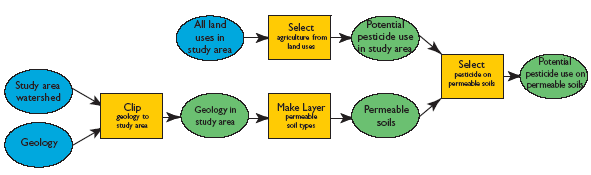 All land
uses in
study area
Select
agriculture from
land uses
Potential
pesticide use
in study area
Select
pesticide on
permeable soils
Potential
pesticide use on
permeable soils
Study area
watershed
Geology
Clip
geology to
study area
Geology in
study area
Make Layer
permeable
soil types
Permeable
soils